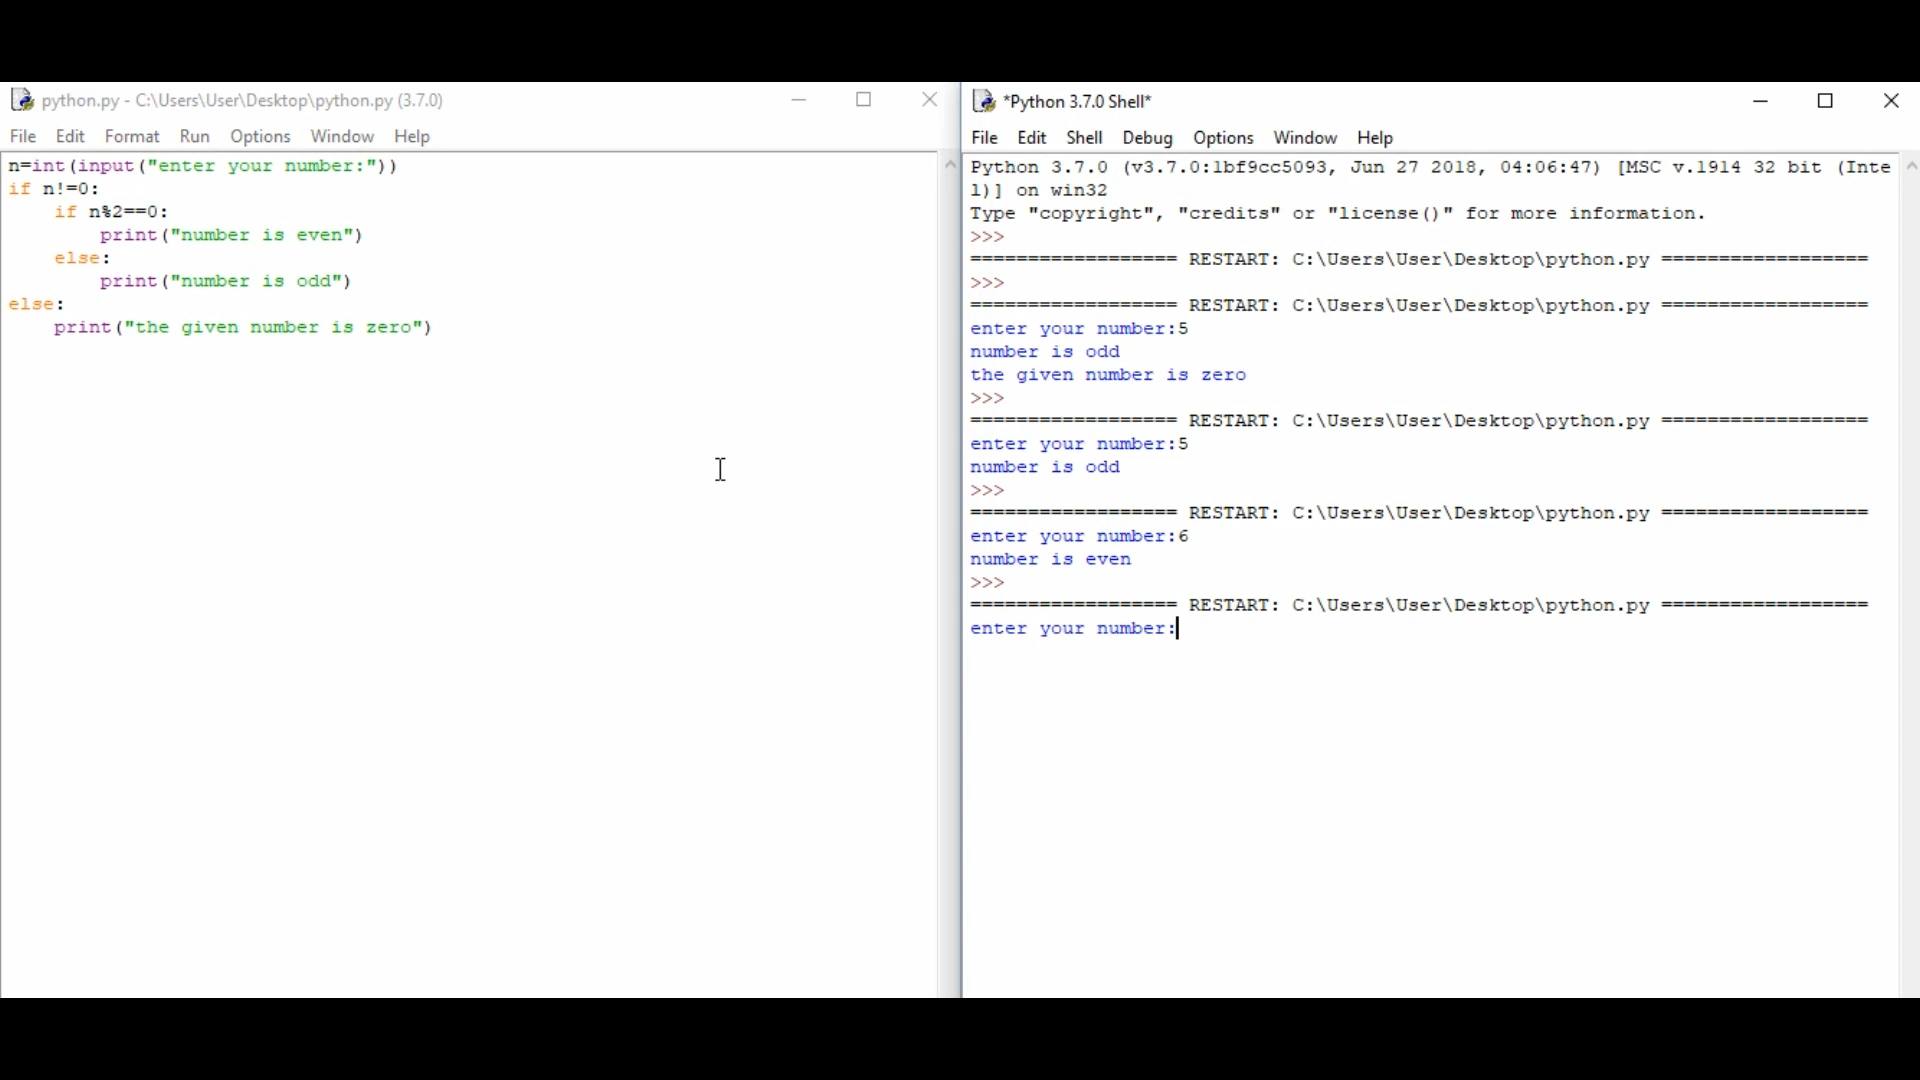 python.py - C:\Users\User\Desktop\python.py (3.7.0)
File Edit Format Run Options Window Help
n=int(input("enter your number:"))
if n!=0:
    if n%2==0:
        print("number is even")
    else:
        print("number is odd")
else:
    print("the given number is zero")
*Python 3.7.0 Shell*
File Edit Shell Debug Options Window Help
Python 3.7.0 (v3.7.0:1bf9cc5093, Jun 27 2018, 04:06:47) [MSC v.1914 32 bit (Inte
l)] on win32
Type "copyright", "credits" or "license()" for more information.
>>>
================== RESTART: C:\Users\User\Desktop\python.py ==================
>>>
================== RESTART: C:\Users\User\Desktop\python.py ==================
enter your number:5
number is odd
the given number is zero
>>>
================== RESTART: C:\Users\User\Desktop\python.py ==================
enter your number:5
number is odd
>>>
================== RESTART: C:\Users\User\Desktop\python.py ==================
enter your number:6
number is even
>>>
================== RESTART: C:\Users\User\Desktop\python.py ==================
enter your number: